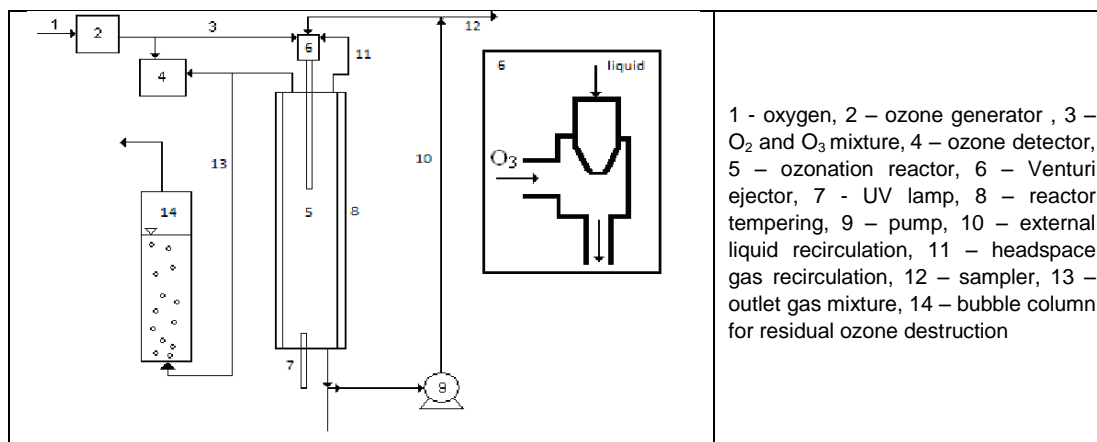 1
2
3
12
6
11
4
6
liquid
O₃
13
10
14
5
8
7
9
1 - oxygen, 2 – ozone generator , 3 –
O₂ and O₃ mixture, 4 – ozone detector,
5 – ozonation reactor, 6 – Venturi
ejector, 7 - UV lamp, 8 – reactor
tempering, 9 – pump, 10 – external
liquid recirculation, 11 – headspace
gas recirculation, 12 – sampler, 13 –
outlet gas mixture, 14 – bubble column
for residual ozone destruction